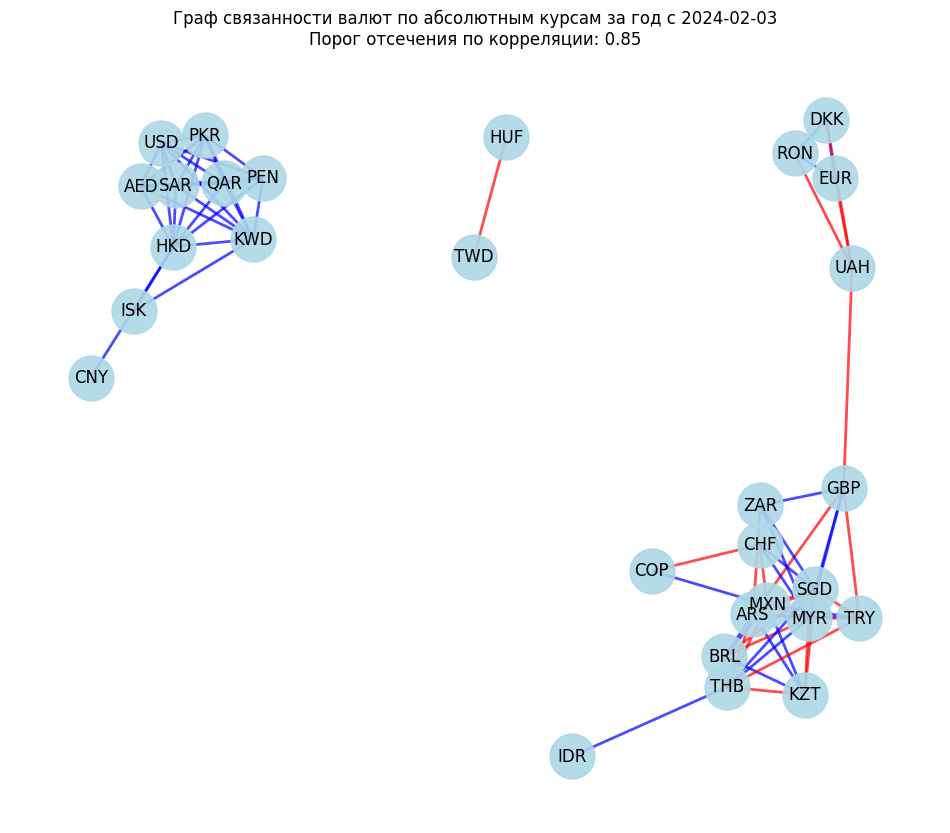 Граф связанности валют по абсолютным курсам за год с 2024-02-03
Порог отсечения по корреляции: 0.85
DKK
USD
PKR
HUF
RON
AED
SAR
QAR
PEN
EUR
HKD
KWD
TWD
UAH
ISK
CNY
GBP
ZAR
CHF
COP
SGD
MXN
ARS
MYR
TRY
BRL
THB
KZT
IDR